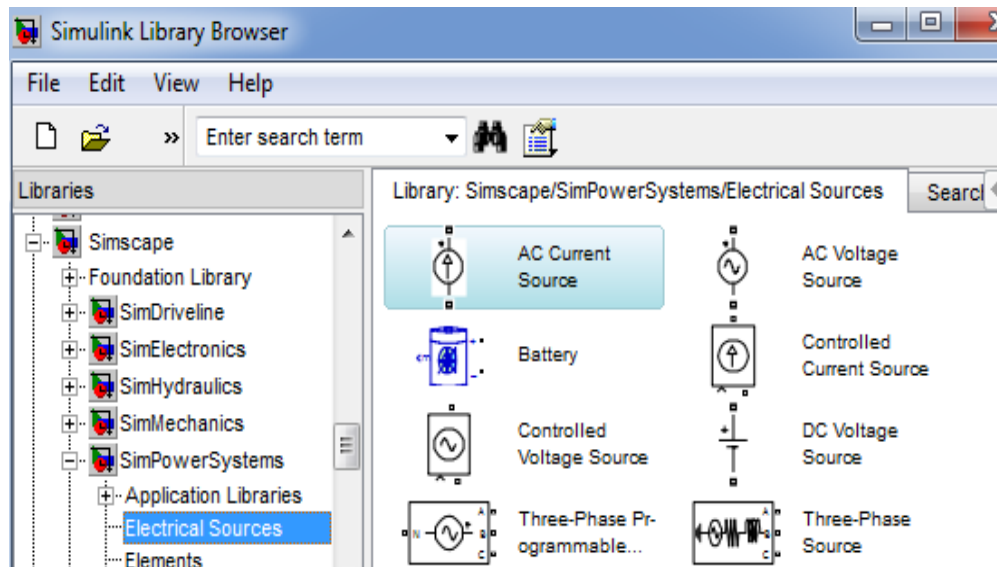 Simulink Library Browser
File Edit View Help
» Enter search term
Libraries
Library: Simscape/SimPowerSystems/Electrical Sources
Searcl
Simscape
Foundation Library
SimDriveline
SimElectronics
SimHydraulics
SimMechanics
SimPowerSystems
Application Libraries
Electrical Sources
Elements
AC Current
Source
AC Voltage
Source
Battery
Controlled
Current Source
Controlled
Voltage Source
DC Voltage
Source
N
A
B
C
Three-Phase Pr-
ogrammable...
A
B
C
Three-Phase
Source